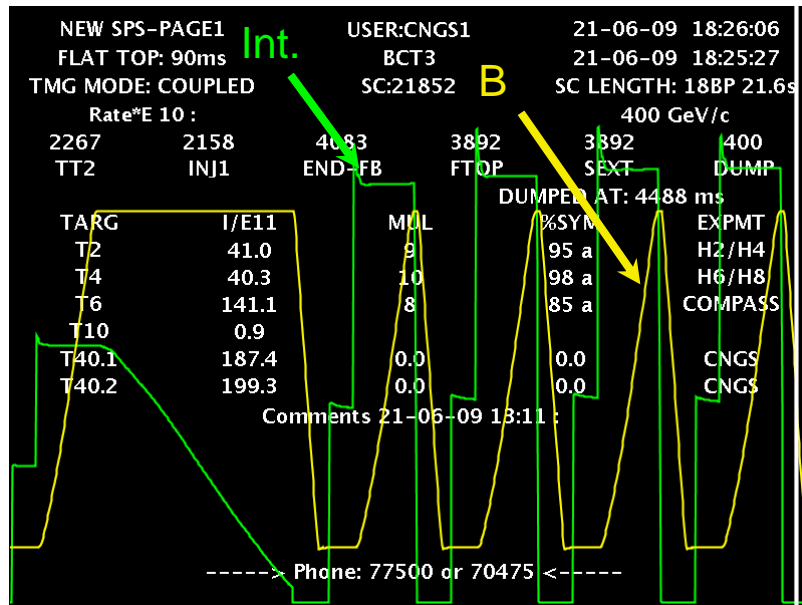 NEW SPS-PAGE1 USER:CNGS1 21-06-09 18:26:06
Int.
FLAT TOP: 90ms BCT3 21-06-09 18:25:27
TMG MODE: COUPLED SC:21852 B SC LENGTH: 18BP 21.6s
Rate*E 10 : 400 GeV/c
2267 2158 4083 3892 3892 400
TT2 INJ1 END-FB FTOP SEXT DUMP
DUMPED AT: 4488 ms
TARG I/E11 MUL %SYM EXPMT
T2 41.0 9 95 a H2/H4
T4 40.3 10 98 a H6/H8
T6 141.1 8 85 a COMPASS
T10 0.9
T40.1 187.4 0.0 0.0 CNGS
T40.2 199.3 0.0 0.0 CNGS
Comments 21-06-09 13:11 :
-----> Phone: 77500 or 70475 <-----